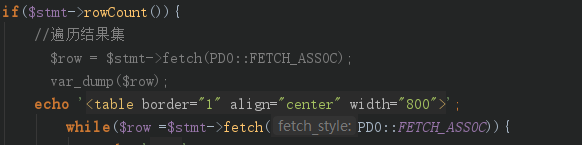 if($stmt->rowCount()){
//遍历结果集
$row = $stmt->fetch(PDO::FETCH_ASSOC);
var_dump($row);
echo '<table border="1" align="center" width="800">';
while($row =$stmt->fetch( fetch_style: PDO::FETCH_ASSOC)){